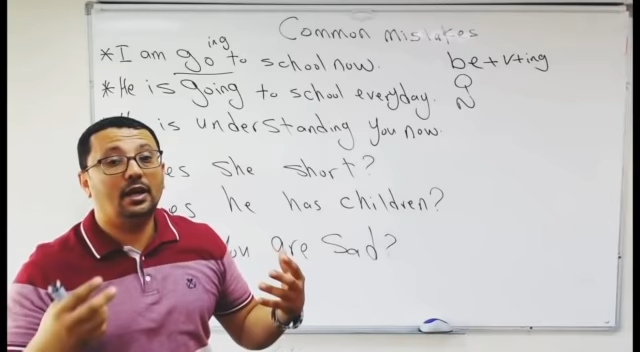 Common mistakes
* I am go ing to school now.
be + v + ing
* He is going to school everyday.
Q
N
is understanding you now.
she short?
he has children?
you are sad?